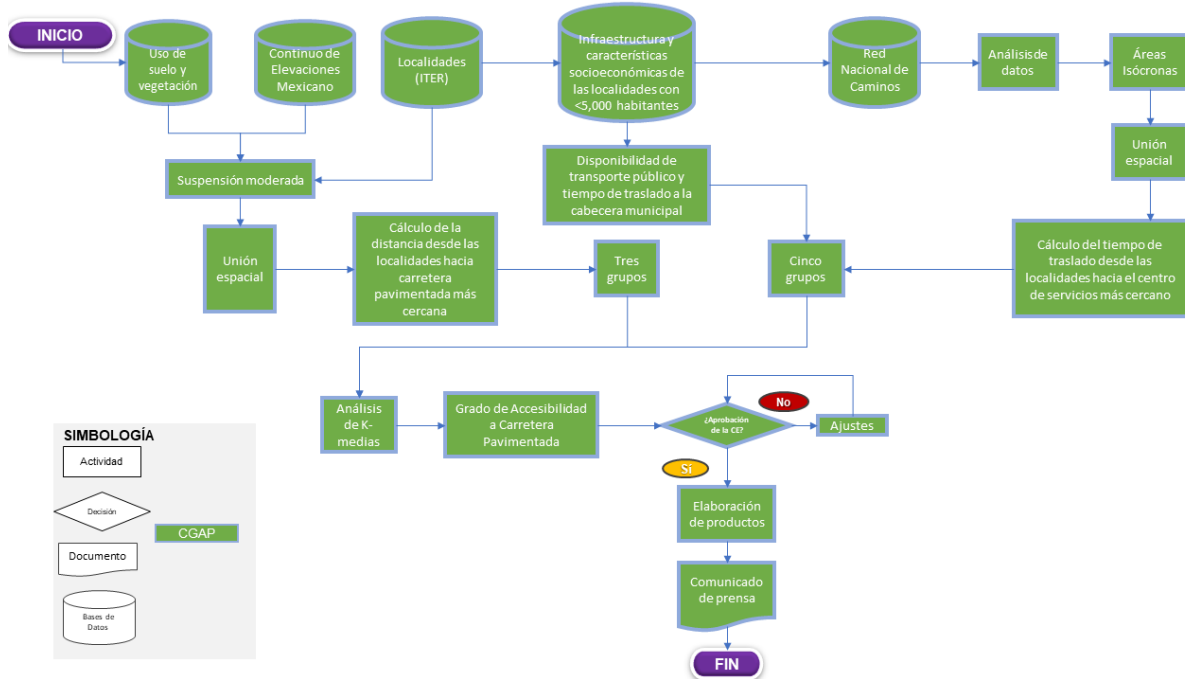 INICIO
Uso de
suelo y
vegetación
Continuo de
Elevaciones
Mexicano
Localidades
(ITER)
Infraestructura y
características
socioeconómicas de
las localidades con
<5,000 habitantes
Red
Nacional de
Caminos
Análisis de
datos
Áreas
Isócronas
Suspensión moderada
Disponibilidad de
transporte público y
tiempo de traslado a la
cabecera municipal
Unión
espacial
Unión
espacial
Cálculo de la
distancia desde las
localidades hacia
carretera
pavimentada más
cercana
Tres
grupos
Cinco
grupos
Cálculo del tiempo de
traslado desde las
localidades hacia el centro
de servicios más cercano
Análisis
de K-
medias
Grado de Accesibilidad
a Carretera
Pavimentada
¿Aprobación
de la CE?
No
Ajustes
Si
Elaboración
de productos
Comunicado
de prensa
FIN
SIMBOLOGÍA
Actividad
Decisión
CGAP
Documento
Bases de
Datos